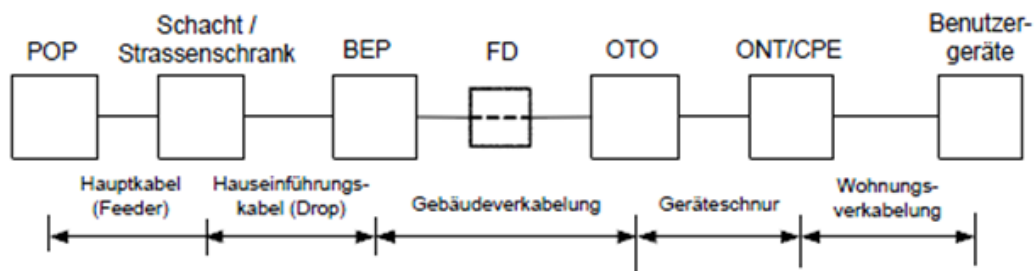 POP
Schacht /
Strassenschrank
BEP
FD
OTO
ONT/CPE
Benutzer-
geräte
Hauptkabel
(Feeder)
Hauseinführungs-
kabel (Drop)
Gebäudeverkabelung
Geräteschnur
Wohnungs-
verkabelung